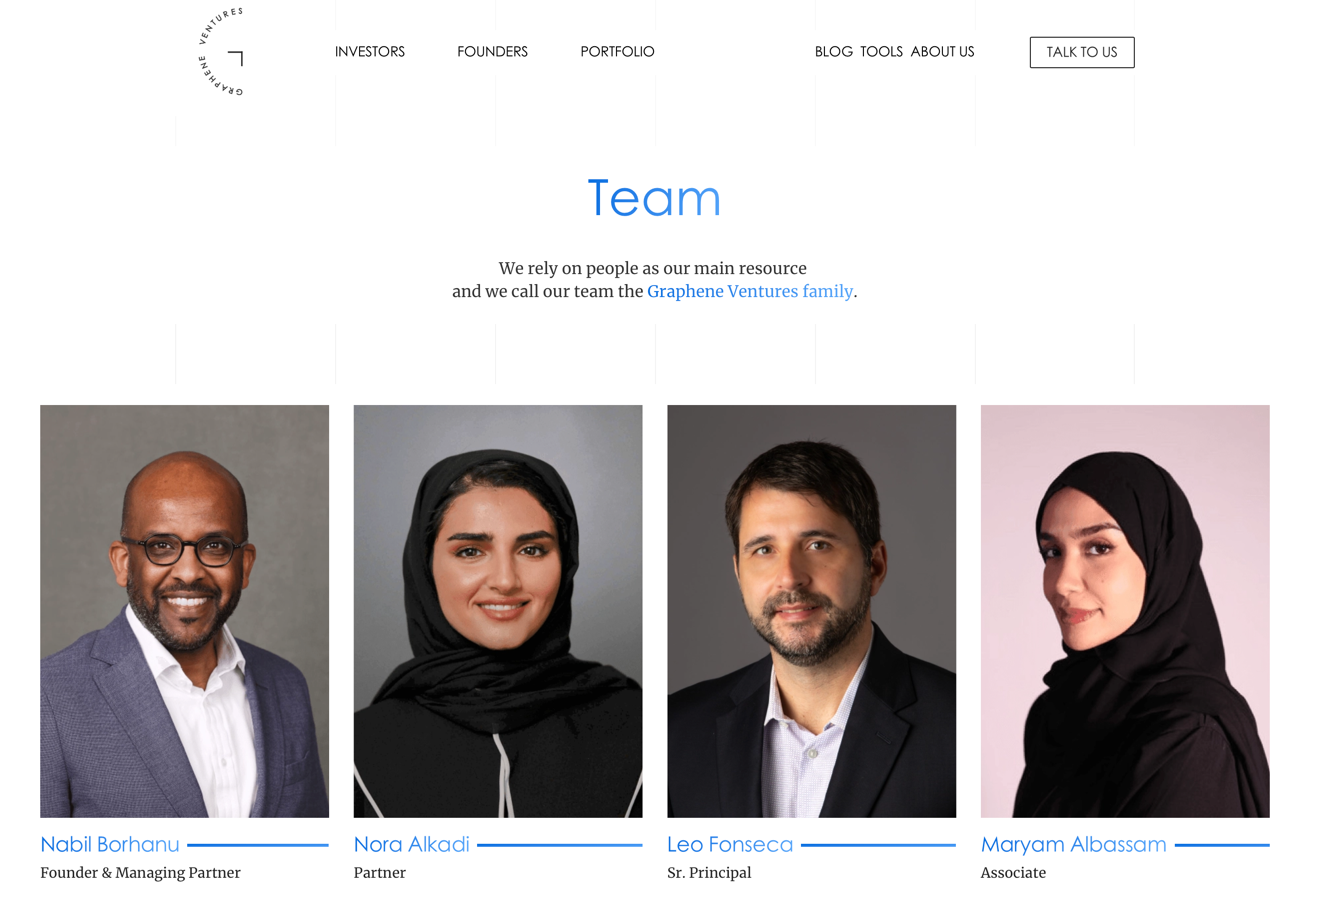 GRAPHENE VENTURES
INVESTORS
FOUNDERS
PORTFOLIO
BLOG
TOOLS
ABOUT US
TALK TO US
Team
We rely on people as our main resource
and we call our team the Graphene Ventures family.
Nabil Borhanu
Founder & Managing Partner
Nora Alkadi
Partner
Leo Fonseca
Sr. Principal
Maryam Albassam
Associate